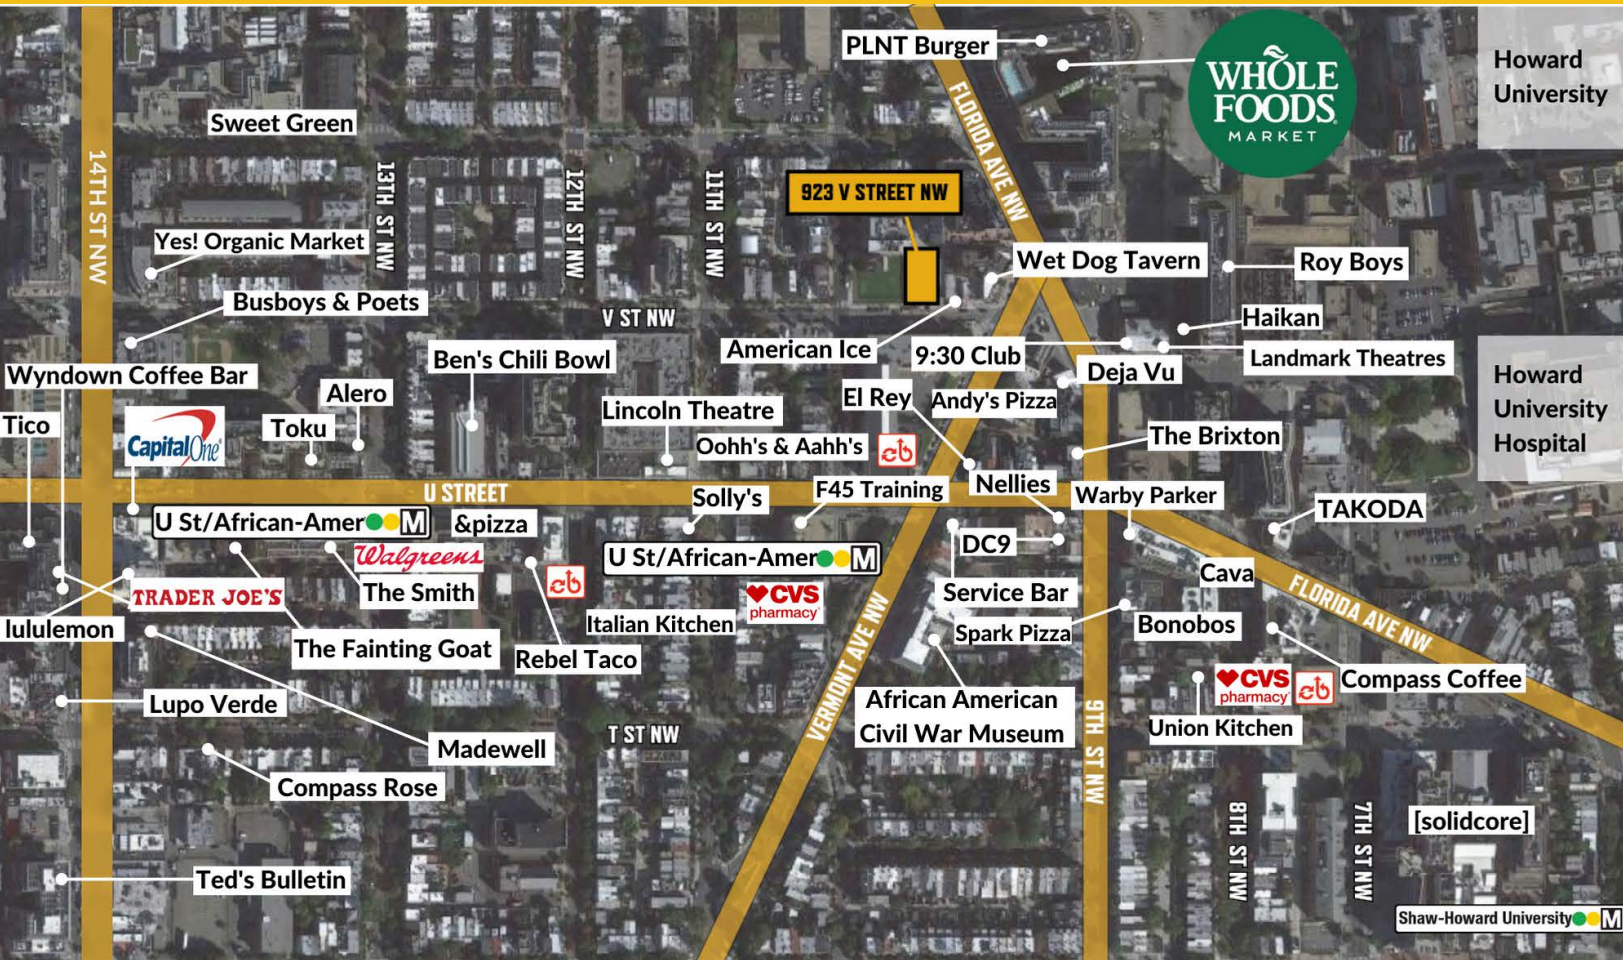 PLNT Burger
WHOLE
FOODS
MARKET
Howard
University
FLORIDA AVE NW
Sweet Green
14TH ST NW
13TH ST NW
12TH ST NW
11TH ST NW
923 V STREET NW
Yes! Organic Market
Wet Dog Tavern
Roy Boys
Busboys & Poets
V ST NW
Haikan
American Ice
9:30 Club
Landmark Theatres
Ben's Chili Bowl
Deja Vu
Wyndown Coffee Bar
Howard
University
Hospital
Alero
El Rey
Andy's Pizza
Lincoln Theatre
Tico
Toku
Capital One
Oohh's & Aahh's
cb
The Brixton
U STREET
Solly's
F45 Training
Nellies
Warby Parker
TAKODA
U St/African-Amer M
&pizza
DC9
Walgreens
U St/African-Amer M
Cava
FLORIDA AVE NW
TRADER JOE'S
The Smith
cb
CVS
pharmacy
Service Bar
lululemon
Italian Kitchen
Spark Pizza
Bonobos
The Fainting Goat
Rebel Taco
VERMONT AVE NW
CVS
pharmacy
cb
Compass Coffee
Lupo Verde
African American
Civil War Museum
Union Kitchen
T ST NW
9TH ST NW
Madewell
Compass Rose
8TH ST NW
7TH ST NW
[solidcore]
Ted's Bulletin
Shaw-Howard University M